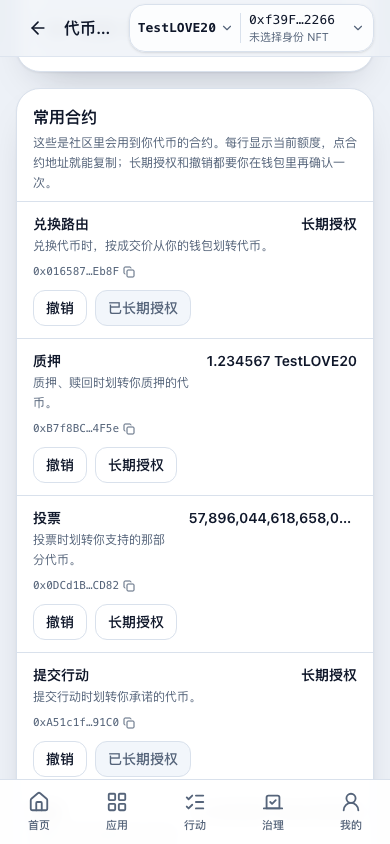 代币...
TestLOVE20
0xf39F…2266
未选择身份 NFT
常用合约
这些是社区里会用到你代币的合约。每行显示当前额度，点合
约地址就能复制；长期授权和撤销都要你在钱包里再确认一
次。
兑换路由
长期授权
兑换代币时，按成交价从你的钱包划转代币。
0x016587…Eb8F
撤销
已长期授权
质押
1.234567 TestLOVE20
质押、赎回时划转你质押的代
币。
0xB7f8BC…4F5e
撤销
长期授权
投票
57,896,044,618,658,0...
投票时划转你支持的那部
分代币。
0x0DCd1B…CD82
撤销
长期授权
提交行动
长期授权
提交行动时划转你承诺的代币。
0xA51c1f…91C0
撤销
已长期授权
首页
应用
行动
治理
我的